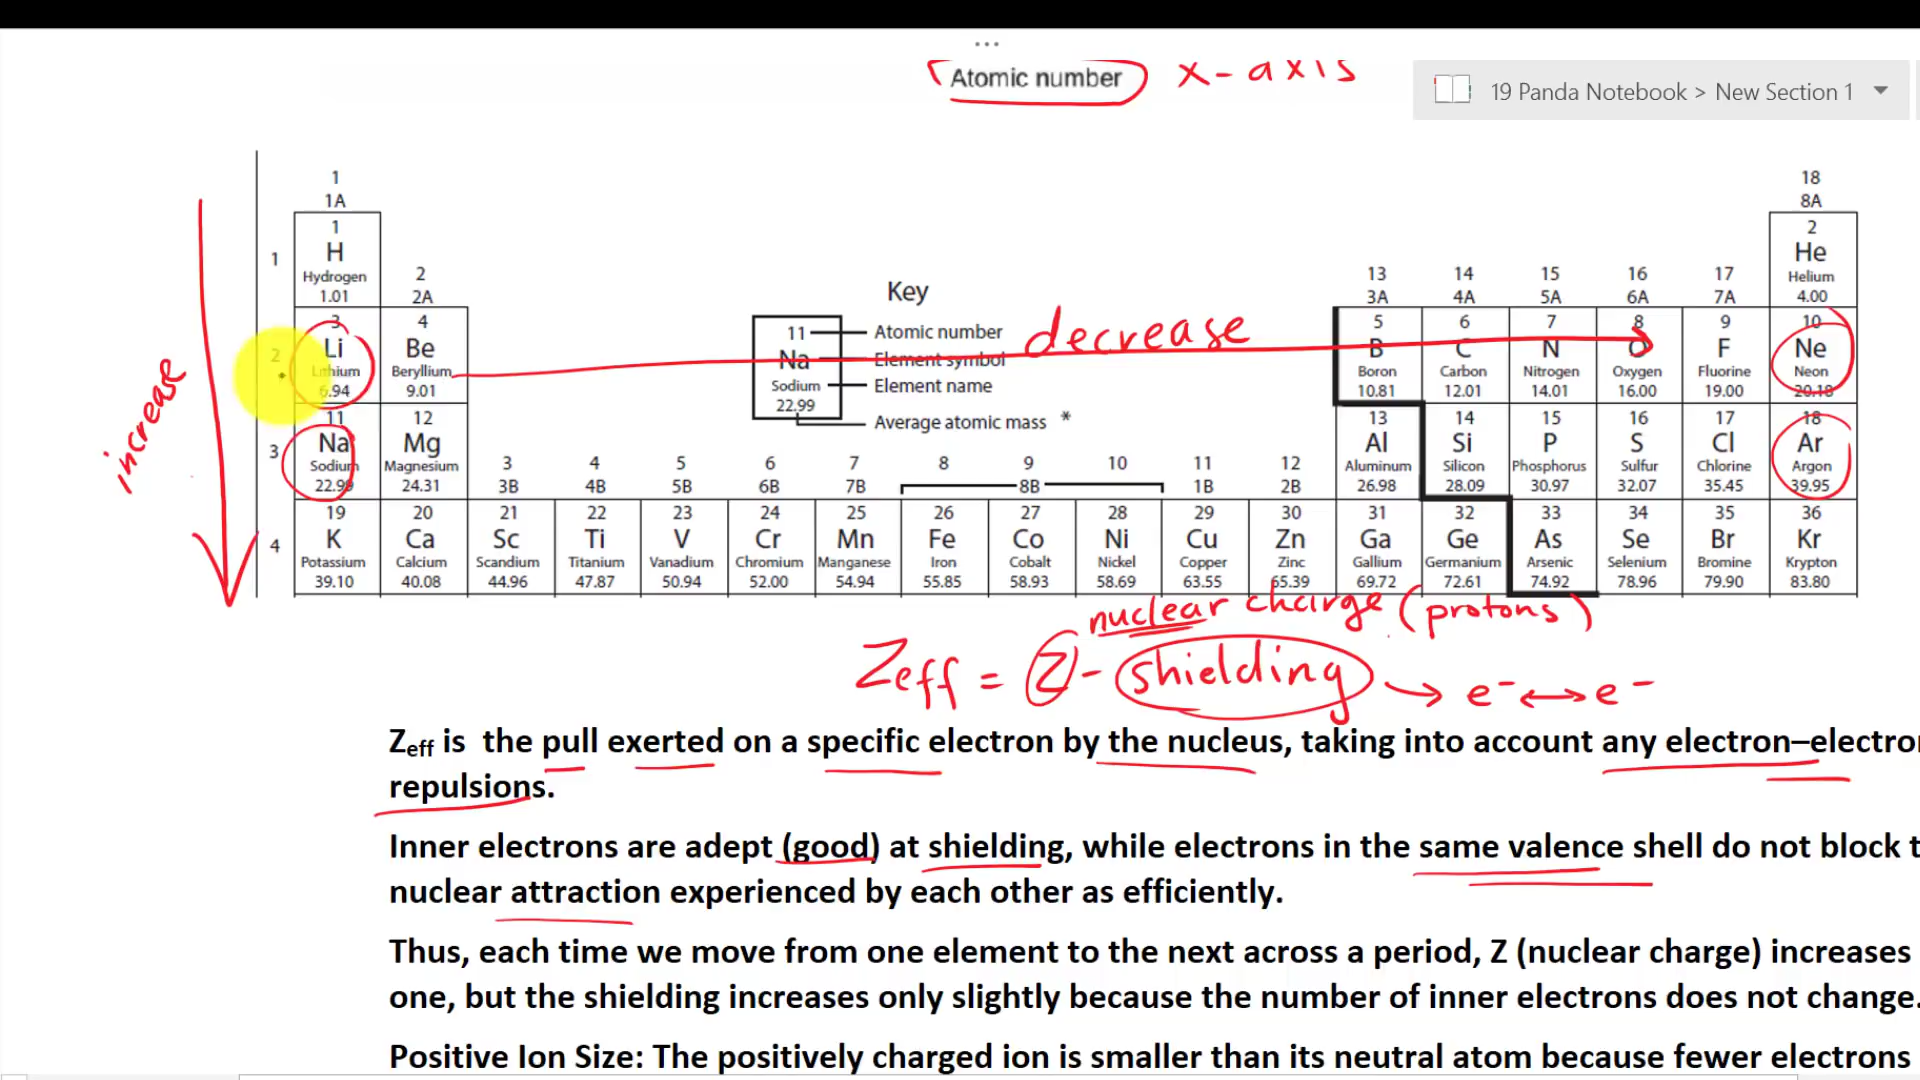 ...
Atomic number x-axis
19 Panda Notebook > New Section 1
1 18
1A 8A
1 2
H He
1 Hydrogen 2 13 14 15 16 17 Helium
1.01 2A Key 3A 4A 5A 6A 7A 4.00
3 4 11 Atomic number decrease 5 6 7 8 9 10
2 Li Be Na Element symbol B C N O F Ne
Lithium Beryllium Sodium Element name Boron Carbon Nitrogen Oxygen Fluorine Neon
6.94 9.01 22.99 Average atomic mass * 10.81 12.01 14.01 16.00 19.00 20.18
increase
11 12 13 14 15 16 17 18
3 Na Mg Al Si P S Cl Ar
Sodium Magnesium 3 4 5 6 7 8 9 10 11 12 Aluminum Silicon Phosphorus Sulfur Chlorine Argon
22.99 24.31 3B 4B 5B 6B 7B 8B 1B 2B 26.98 28.09 30.97 32.07 35.45 39.95
19 20 21 22 23 24 25 26 27 28 29 30 31 32 33 34 35 36
4 K Ca Sc Ti V Cr Mn Fe Co Ni Cu Zn Ga Ge As Se Br Kr
Potassium Calcium Scandium Titanium Vanadium Chromium Manganese Iron Cobalt Nickel Copper Zinc Gallium Germanium Arsenic Selenium Bromine Krypton
39.10 40.08 44.96 47.87 50.94 52.00 54.94 55.85 58.93 58.69 63.55 65.39 69.72 72.61 74.92 78.96 79.90 83.80
nuclear charge (protons)
Zeff = Z - shielding → e⁻ ↔ e⁻
Zeff is the pull exerted on a specific electron by the nucleus, taking into account any electron–electro
repulsions.
Inner electrons are adept (good) at shielding, while electrons in the same valence shell do not block t
nuclear attraction experienced by each other as efficiently.
Thus, each time we move from one element to the next across a period, Z (nuclear charge) increases
one, but the shielding increases only slightly because the number of inner electrons does not change.
Positive Ion Size: The positively charged ion is smaller than its neutral atom because fewer electrons